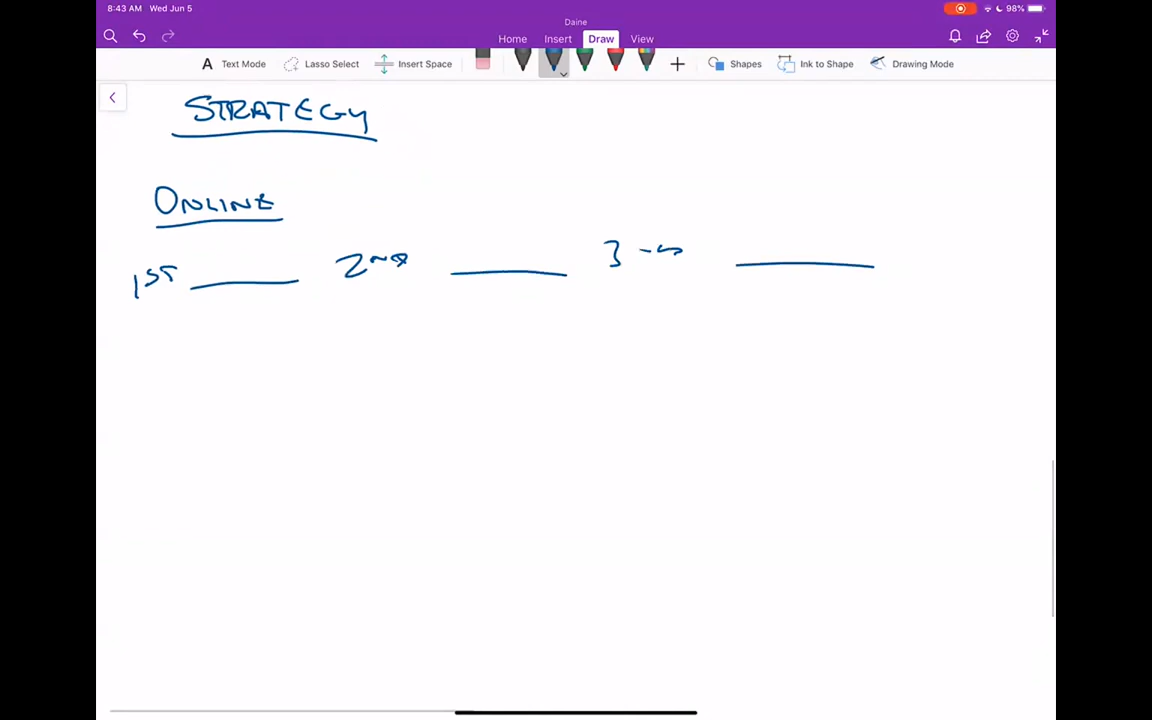 8:43 AM Wed Jun 5 98%
Daine
Home Insert Draw View
A Text Mode Lasso Select Insert Space Shapes Ink to Shape Drawing Mode
STRATEGY
ONLINE
1ST 2ND 3